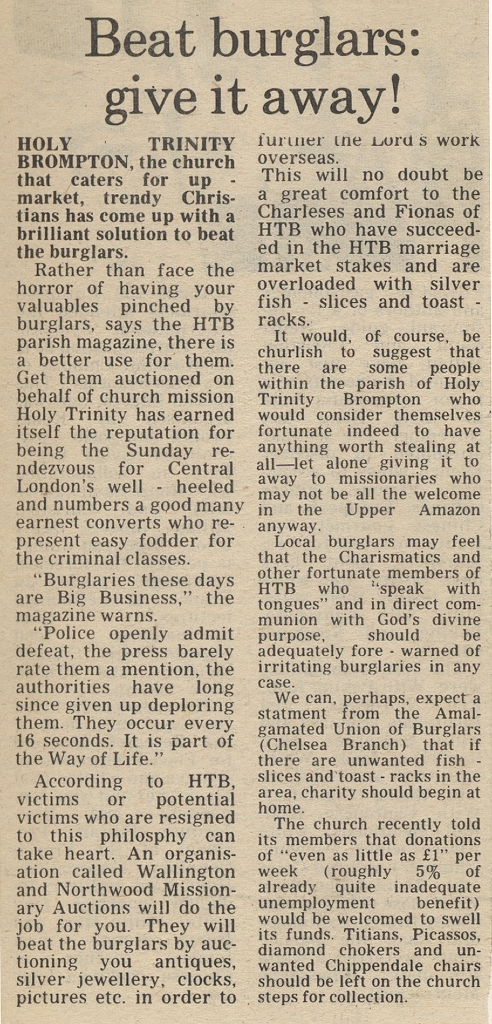 Beat burglars:
give it away!
HOLY TRINITY
BROMPTON, the church
that caters for up -
market, trendy Chris-
tians has come up with a
brilliant solution to beat
the burglars.
Rather than face the
horror of having your
valuables pinched by
burglars, says the HTB
parish magazine, there is
a better use for them.
Get them auctioned on
behalf of church mission
Holy Trinity has earned
itself the reputation for
being the Sunday re-
ndezvous for Central
London's well - heeled
and numbers a good many
earnest converts who re-
present easy fodder for
the criminal classes.
"Burglaries these days
are Big Business," the
magazine warns.
"Police openly admit
defeat, the press barely
rate them a mention, the
authorities have long
since given up deploring
them. They occur every
16 seconds. It is part of
the Way of Life."
According to HTB,
victims or potential
victims who are resigned
to this philosphy can
take heart. An organis-
ation called Wallington
and Northwood Mission-
ary Auctions will do the
job for you. They will
beat the burglars by auc-
tioning you antiques,
silver jewellery, clocks,
pictures etc. in order to
further the Lord's work
overseas.
This will no doubt be
a great comfort to the
Charleses and Fionas of
HTB who have succeed-
ed in the HTB marriage
market stakes and are
overloaded with silver
fish - slices and toast -
racks.
It would, of course, be
churlish to suggest that
there are some people
within the parish of Holy
Trinity Brompton who
would consider themselves
fortunate indeed to have
anything worth stealing at
all—let alone giving it to
away to missionaries who
may not be all the welcome
in the Upper Amazon
anyway.
Local burglars may feel
that the Charismatics and
other fortunate members of
HTB who "speak with
tongues" and in direct com-
munion with God's divine
purpose, should be
adequately fore - warned of
irritating burglaries in any
case.
We can, perhaps, expect a
statment from the Amal-
gamated Union of Burglars
(Chelsea Branch) that if
there are unwanted fish -
slices and toast - racks in the
area, charity should begin at
home.
The church recently told
its members that donations
of "even as little as £1" per
week (roughly 5% of
already quite inadequate
unemployment benefit)
would be welcomed to swell
its funds. Titians, Picassos,
diamond chokers and un-
wanted Chippendale chairs
should be left on the church
steps for collection.